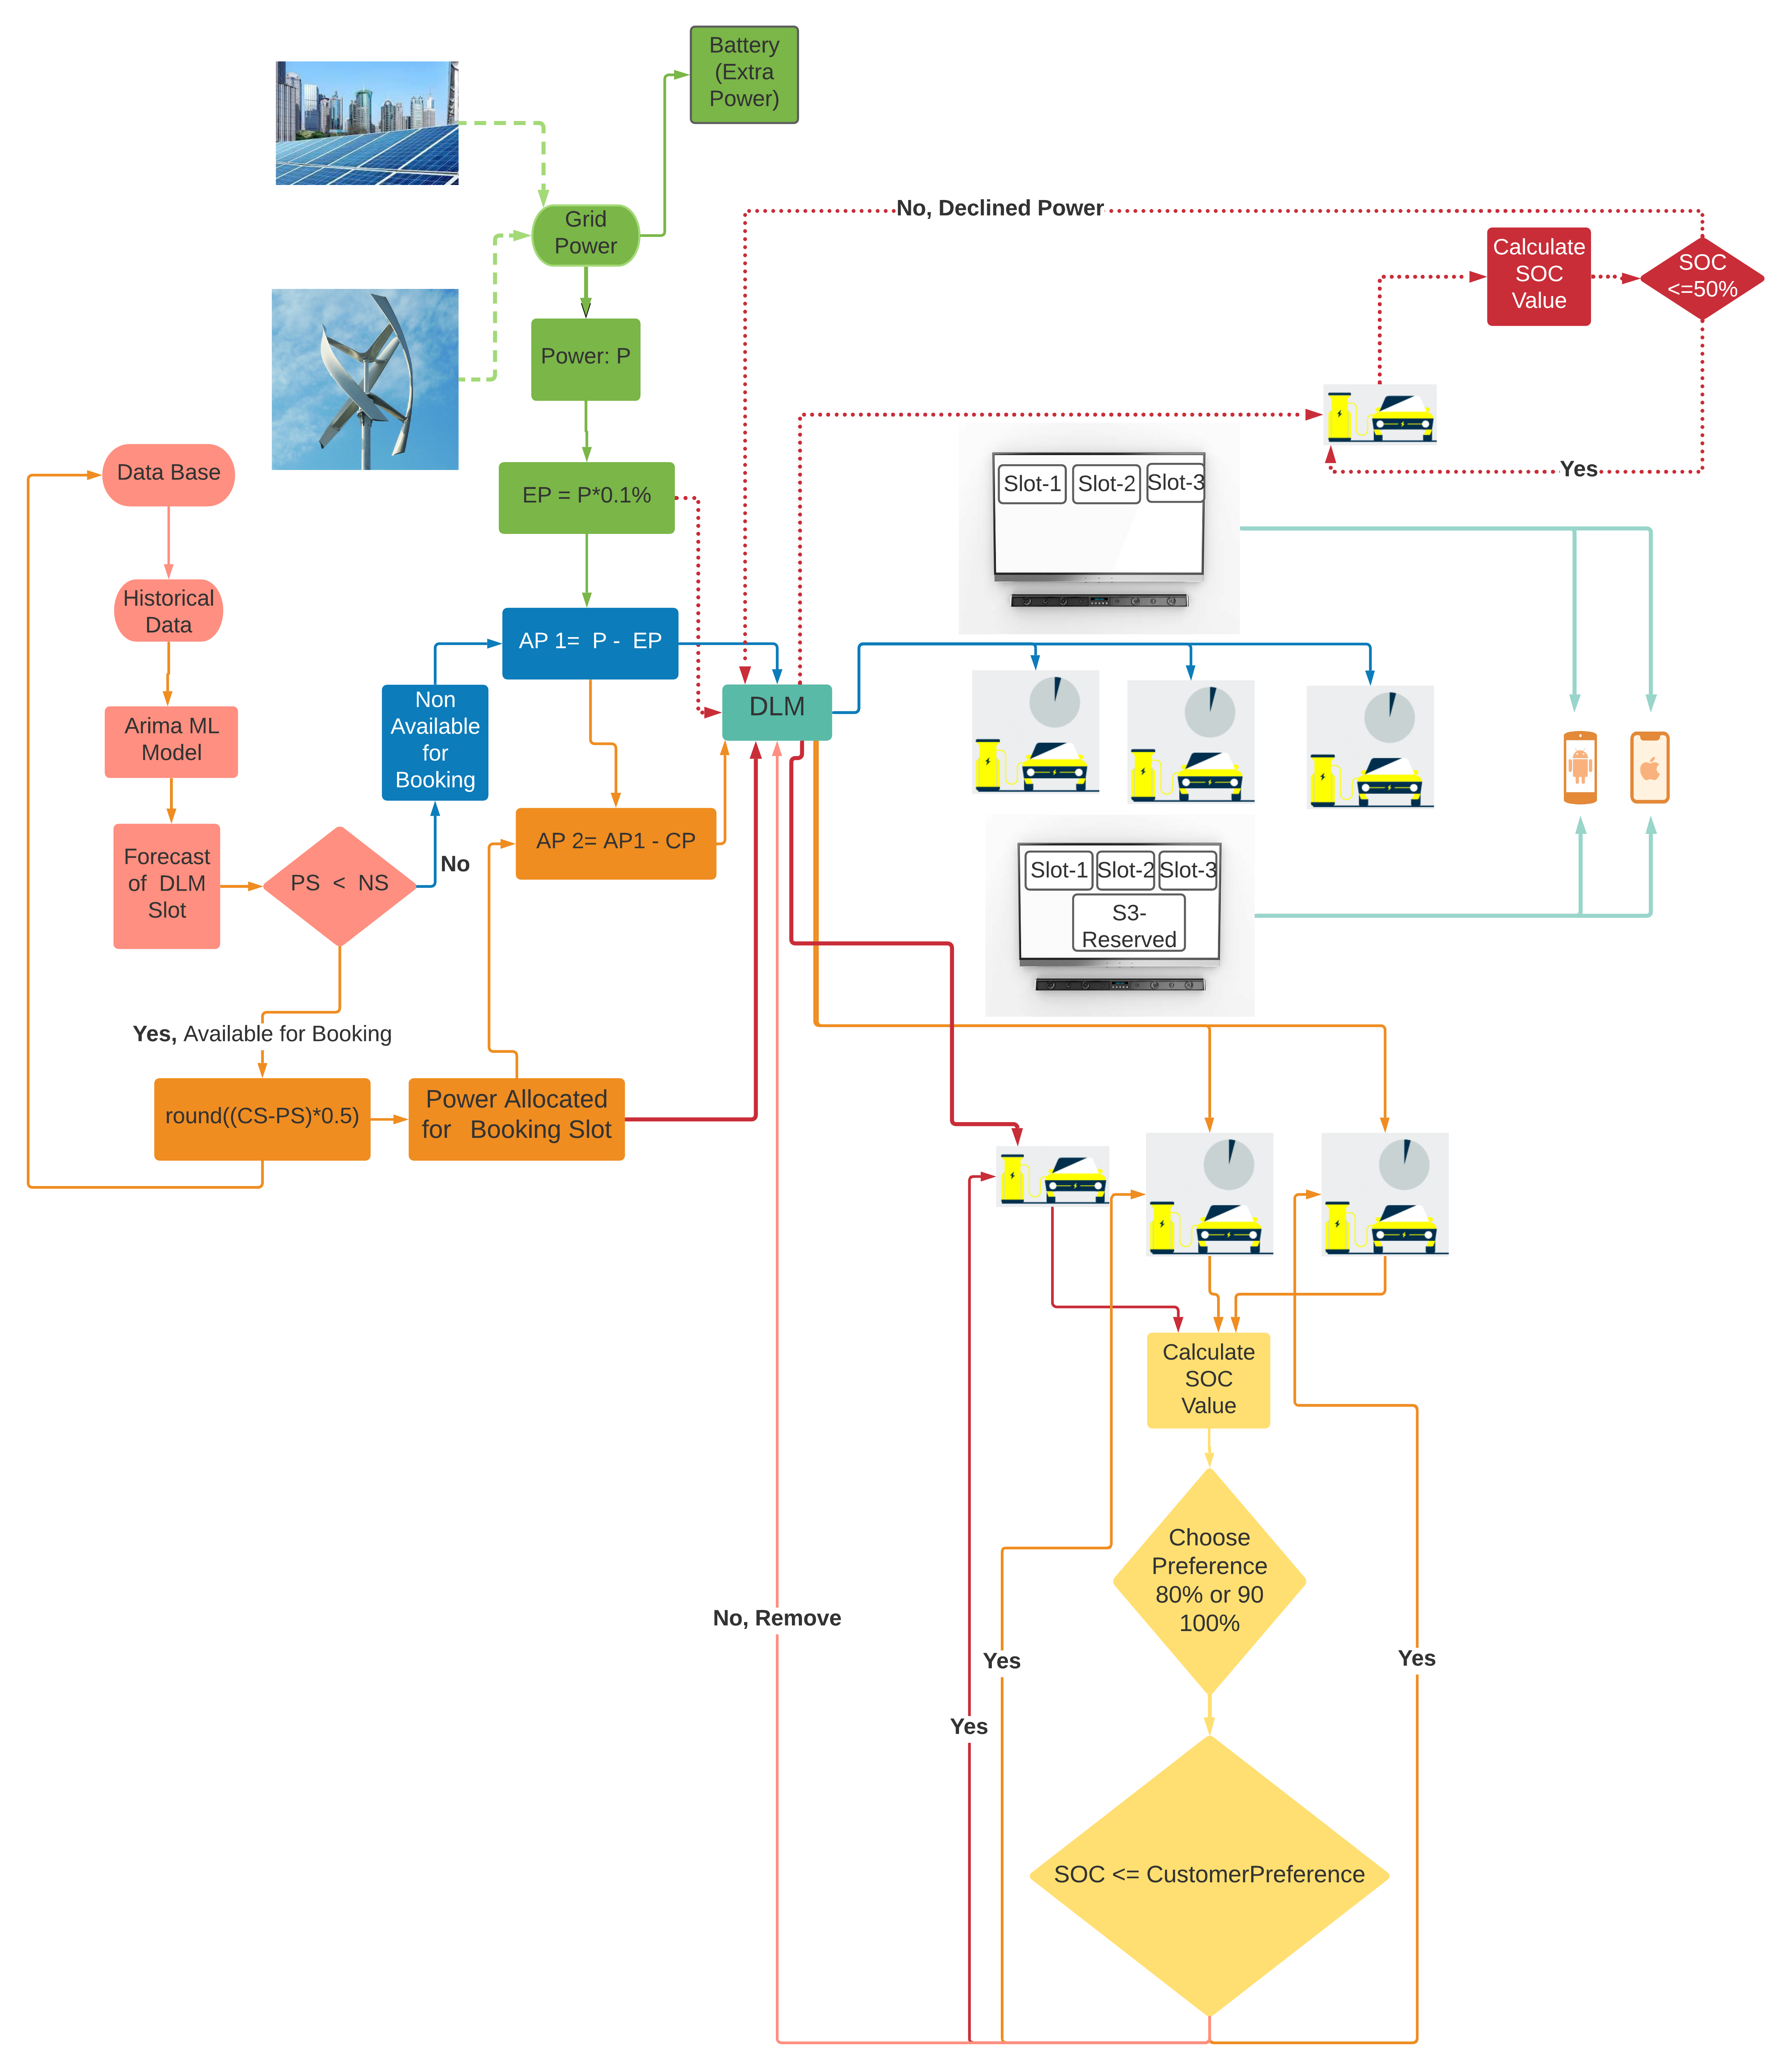 Battery
(Extra
Power)
Grid
Power
No, Declined Power
Calculate
SOC
Value
SOC
<=50%
Power: P
Yes
Data Base
Slot-1
Slot-2
Slot-3
EP = P*0.1%
Historical
Data
AP 1=  P -  EP
Non
Available
for
Booking
DLM
Arima ML
Model
Forecast
of  DLM
Slot
PS  <  NS
No
AP 2= AP1 - CP
Slot-1
Slot-2
Slot-3
S3-
Reserved
Yes, Available for Booking
round((CS-PS)*0.5)
Power Allocated
for   Booking Slot
Calculate
SOC
Value
Choose
Preference
80% or 90
100%
No, Remove
Yes
Yes
Yes
SOC <= CustomerPreference